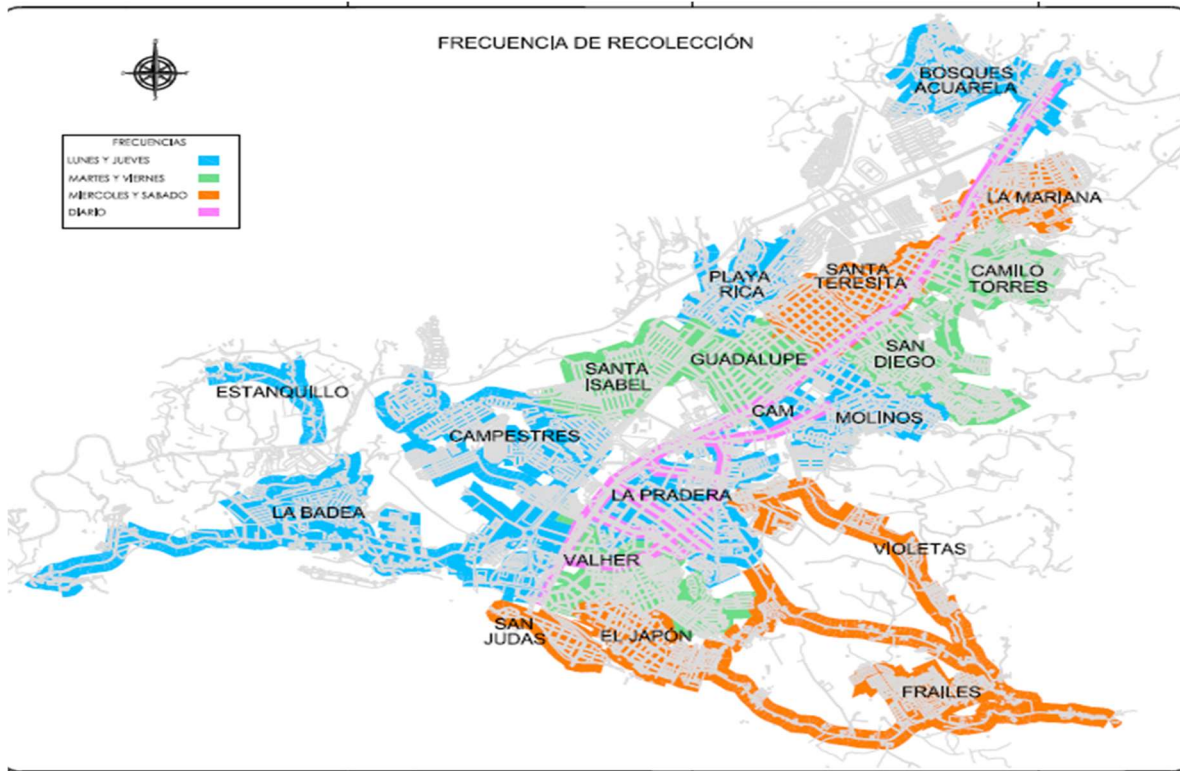 FRECUENCIA DE RECOLECCIÓN
BOSQUES
ACUARELA
FRECUENCIAS
LUNES Y JUEVES
MARTES Y VIERNES
MIERCOLES Y SABADO
DIARIO
LA MARIANA
PLAYA
RICA
SANTA
TERESITA
CAMILO
TORRES
SANTA
ISABEL
GUADALUPE
SAN
DIEGO
ESTANQUILLO
CAM
MOLINOS
CAMPESTRES
LA PRADERA
LA BADEA
VIOLETAS
VALHER
SAN
JUDAS
EL JAPÓN
FRAILES